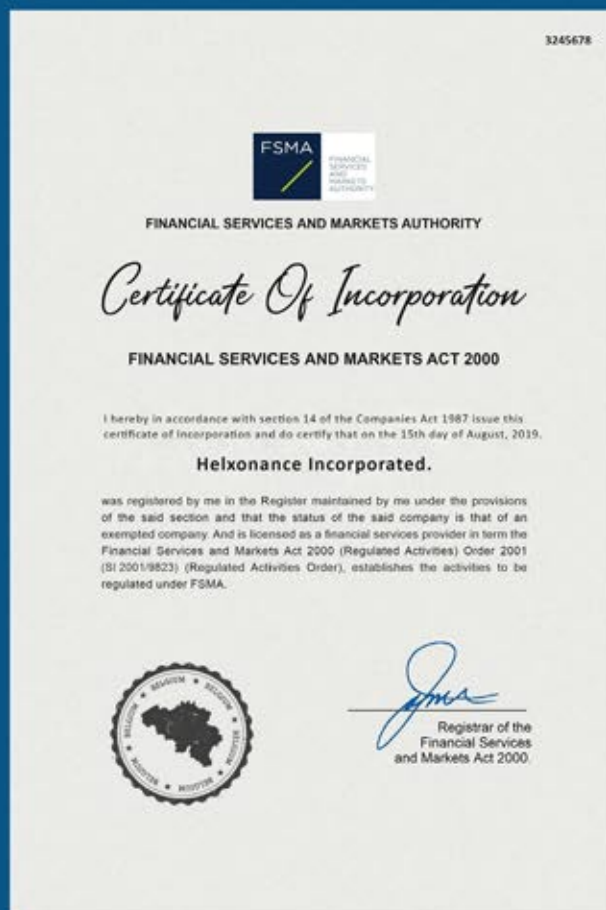 3245678
FSMA
FINANCIAL
SERVICES
AND
MARKETS
AUTHORITY
FINANCIAL SERVICES AND MARKETS AUTHORITY
Certificate Of Incorporation
FINANCIAL SERVICES AND MARKETS ACT 2000
I hereby in accordance with section 14 of the Companies Act 1987 issue this
certificate of Incorporation and do certify that on the 15th day of August, 2019.
Helxonance Incorporated.
was registered by me in the Register maintained by me under the provisions
of the said section and that the status of the said company is that of an
exempted company. And is licensed as a financial services provider in term the
Financial Services and Markets Act 2000 (Regulated Activities) Order 2001
(SI 2001/9823) (Regulated Activities Order), establishes the activities to be
regulated under FSMA.
BELGIUM ★ BELGIUM ★ BELGIUM ★ BELGIUM ★ BELGIUM ★ BELGIUM ★
Registrar of the
Financial Services
and Markets Act 2000.